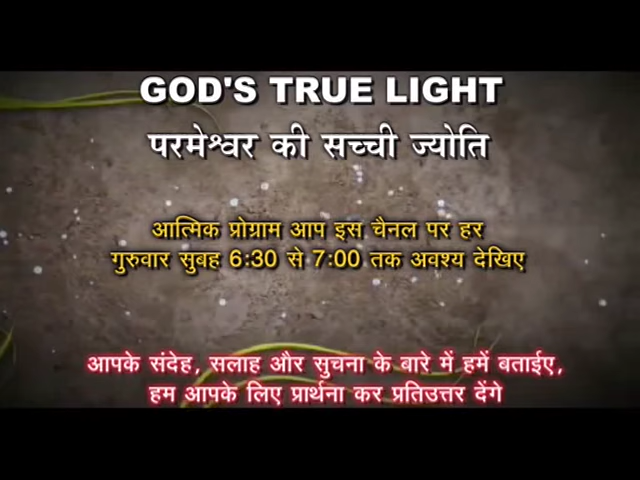 GOD'S TRUE LIGHT
परमेश्वर की सच्ची ज्योति
आत्मिक प्रोग्राम आप इस चैनल पर हर
गुरुवार सुबह 6:30 से 7:00 तक अवश्य देखिए
आपके संदेह, सलाह और सुचना के बारे में हमें बताईए,
हम आपके लिए प्रार्थना कर प्रतिउत्तर देंगे